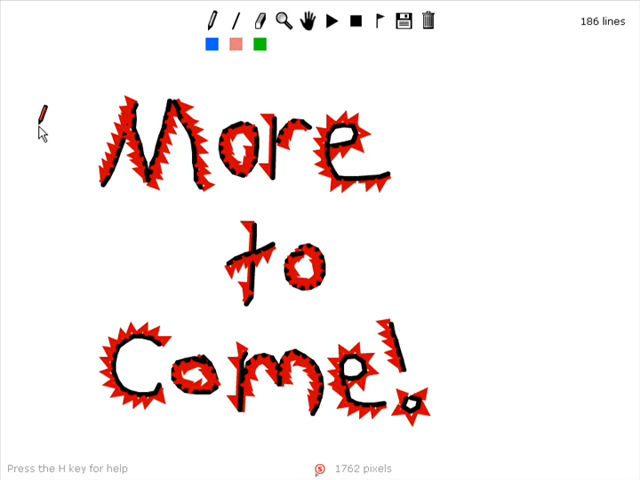 186 lines
More
to
Come!
Press the H key for help
1762 pixels